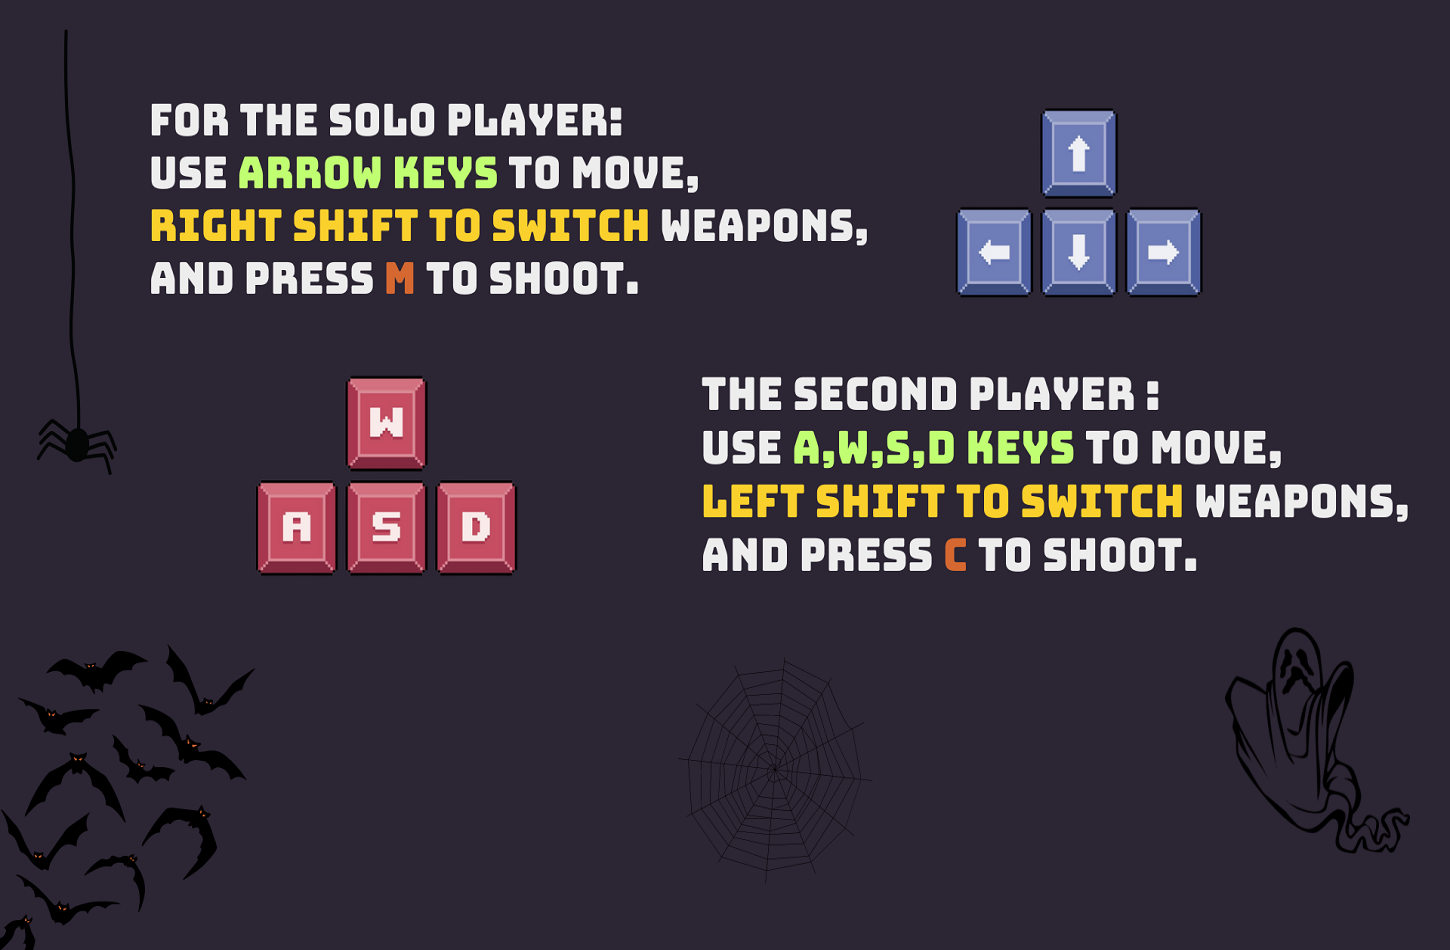 FOR THE SOLO PLAYER:
USE ARROW KEYS TO MOVE,
RIGHT SHIFT TO SWITCH WEAPONS,
AND PRESS M TO SHOOT.
↑
← ↓ →
W
A S D
THE SECOND PLAYER :
USE A,W,S,D KEYS TO MOVE,
LEFT SHIFT TO SWITCH WEAPONS,
AND PRESS C TO SHOOT.